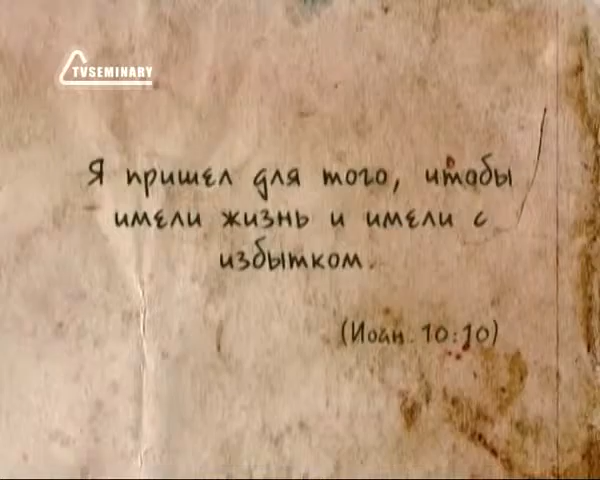 TVSEMINARY
Я пришел для того, чтобы
имели жизнь и имели с
избытком.
(Иоан. 10:10)